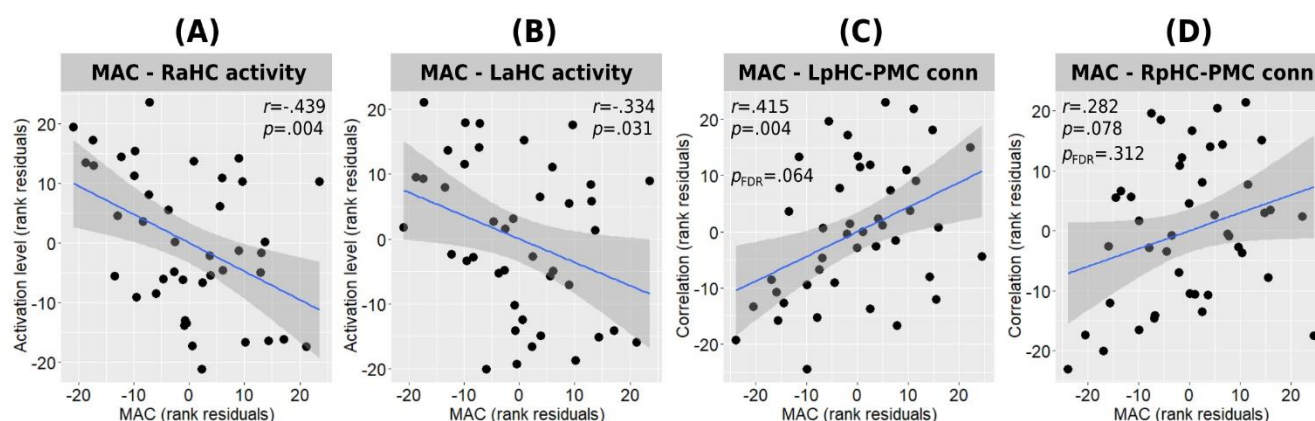 (A)
MAC - RaHC activity
r=-.439
p=.004
Activation level (rank residuals)
20
10
0
-10
-20
-20
-10
0
10
20
MAC (rank residuals)
(B)
MAC - LaHC activity
r=-.334
p=.031
Activation level (rank residuals)
20
10
0
-10
-20
-20
-10
0
10
20
MAC (rank residuals)
(C)
MAC - LpHC-PMC conn
r=.415
p=.004
pFDR=.064
Correlation (rank residuals)
20
10
0
-10
-20
-20
-10
0
10
20
MAC (rank residuals)
(D)
MAC - RpHC-PMC conn
r=.282
p=.078
pFDR=.312
Correlation (rank residuals)
20
10
0
-10
-20
-20
-10
0
10
20
MAC (rank residuals)